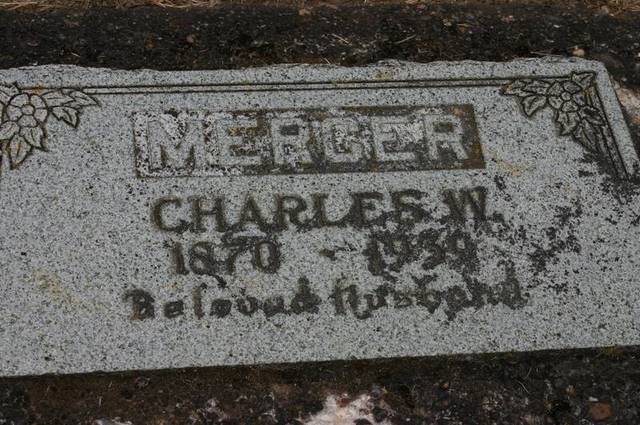 MERCER
CHARLES W.
1870 - 1939
Beloved Husband